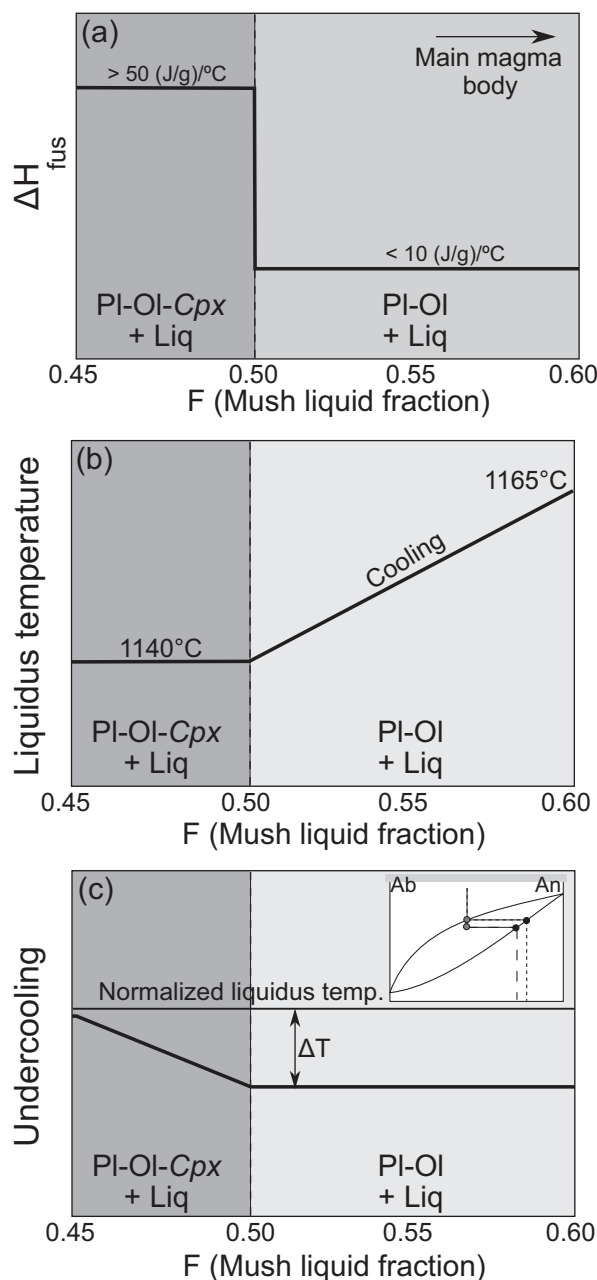 (a)
Main magma
body
> 50 (J/g)/ºC
ΔH fus
< 10 (J/g)/ºC
Pl-Ol-Cpx
+ Liq
Pl-Ol
+ Liq
0.45
0.50
0.55
0.60
F (Mush liquid fraction)
(b)
Liquidus temperature
1165°C
Cooling
1140°C
Pl-Ol-Cpx
+ Liq
Pl-Ol
+ Liq
0.45
0.50
0.55
0.60
F (Mush liquid fraction)
(c)
Ab
An
Undercooling
Normalized liquidus temp.
ΔT
Pl-Ol-Cpx
+ Liq
Pl-Ol
+ Liq
0.45
0.50
0.55
0.60
F (Mush liquid fraction)